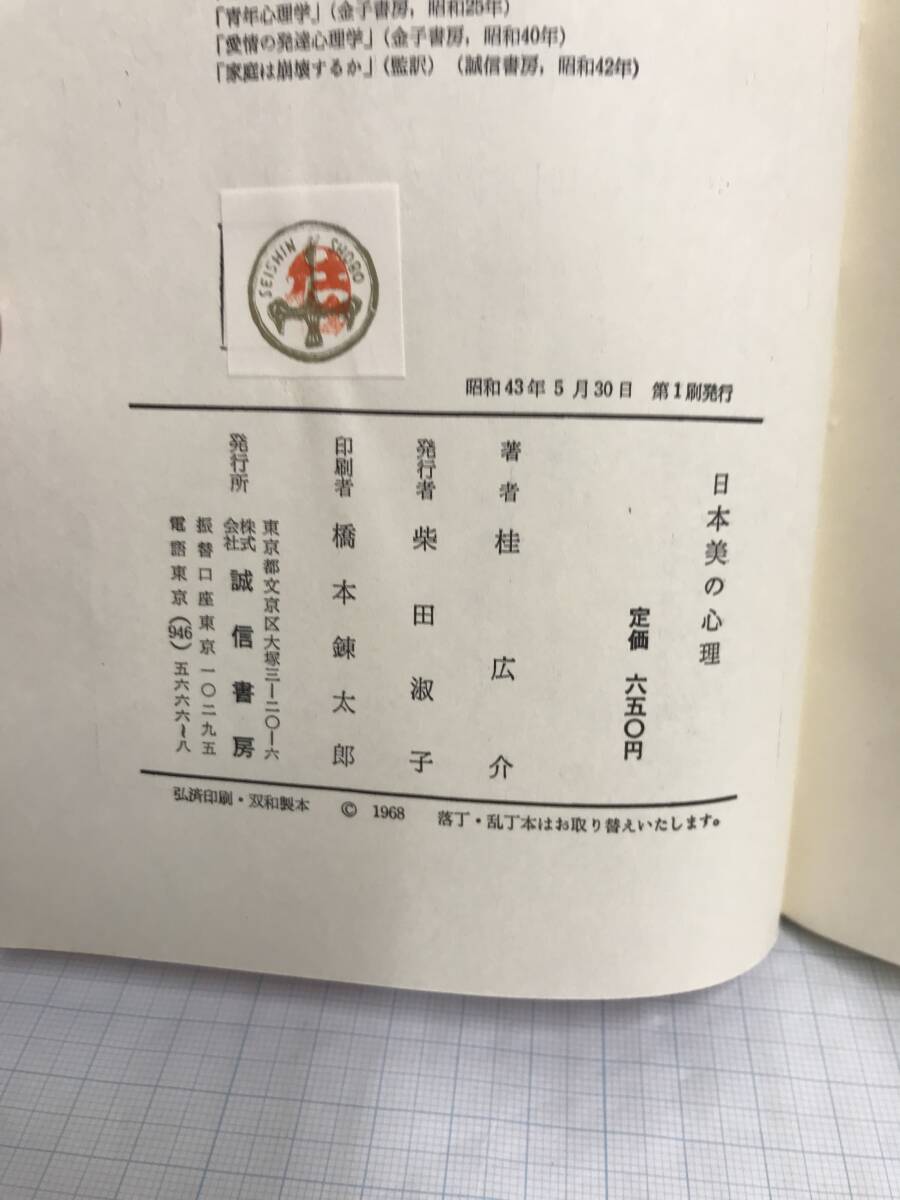 「青年心理学」(金子書房，昭和25年)
「愛情の発達心理学」(金子書房，昭和40年)
「家庭は崩壊するか」(監訳) (誠信書房，昭和42年)
SEISHIN SHOBO
昭和43年5月30日 第1刷発行
日本美の心理
定価 六五〇円
著者 桂広介
発行者 柴田淑子
印刷者 橋本錬太郎
東京都文京区大塚三―二〇―六
発行所 株式会社 誠信書房
振替口座東京一〇二九五
電話東京(946)五六六六〜八
弘済印刷・双和製本 © 1968 落丁・乱丁本はお取り替えいたします。